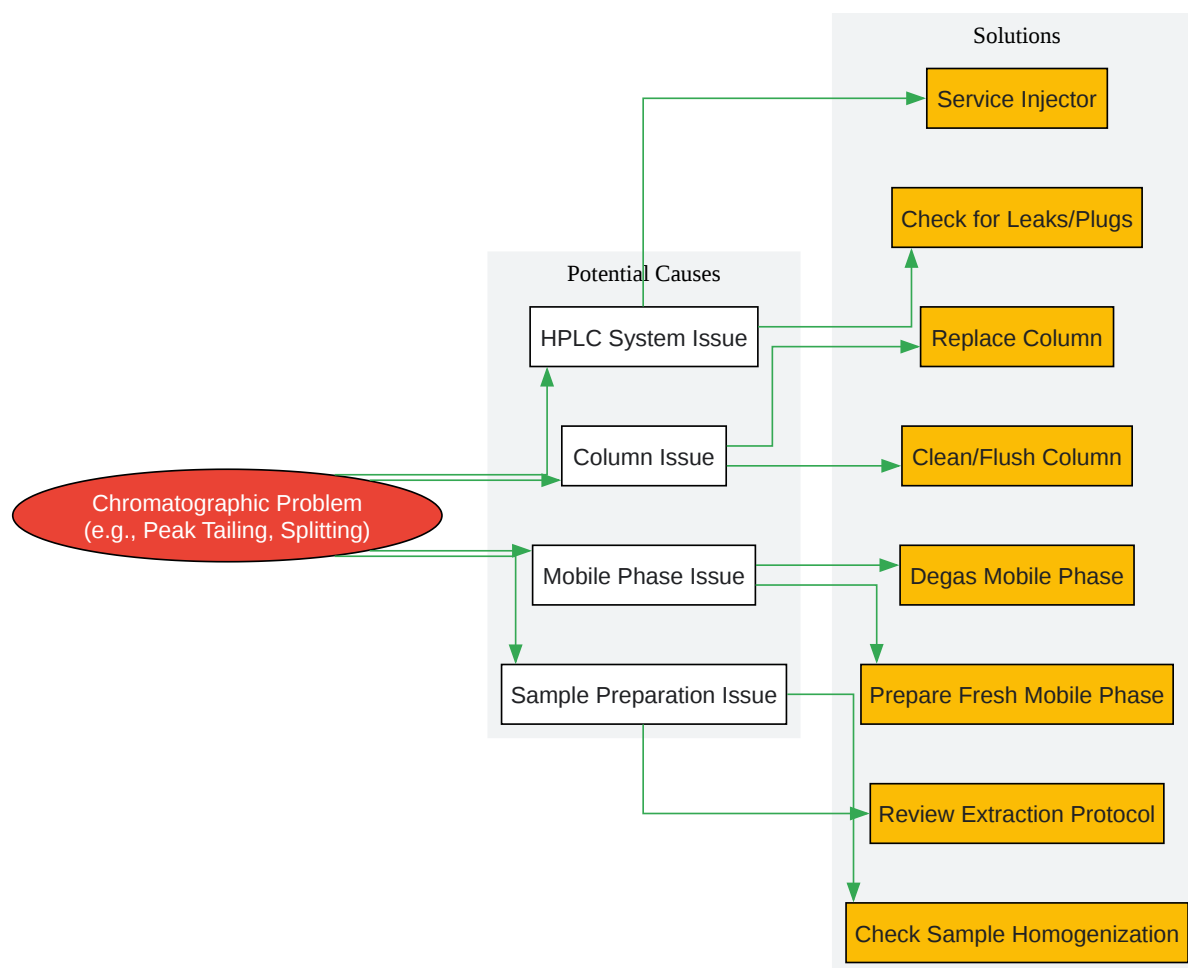 Solutions
Service Injector
Check for Leaks/Plugs
Potential Causes
HPLC System Issue
Replace Column
Column Issue
Clean/Flush Column
Chromatographic Problem
(e.g., Peak Tailing, Splitting)
Mobile Phase Issue
Degas Mobile Phase
Sample Preparation Issue
Prepare Fresh Mobile Phase
Review Extraction Protocol
Check Sample Homogenization